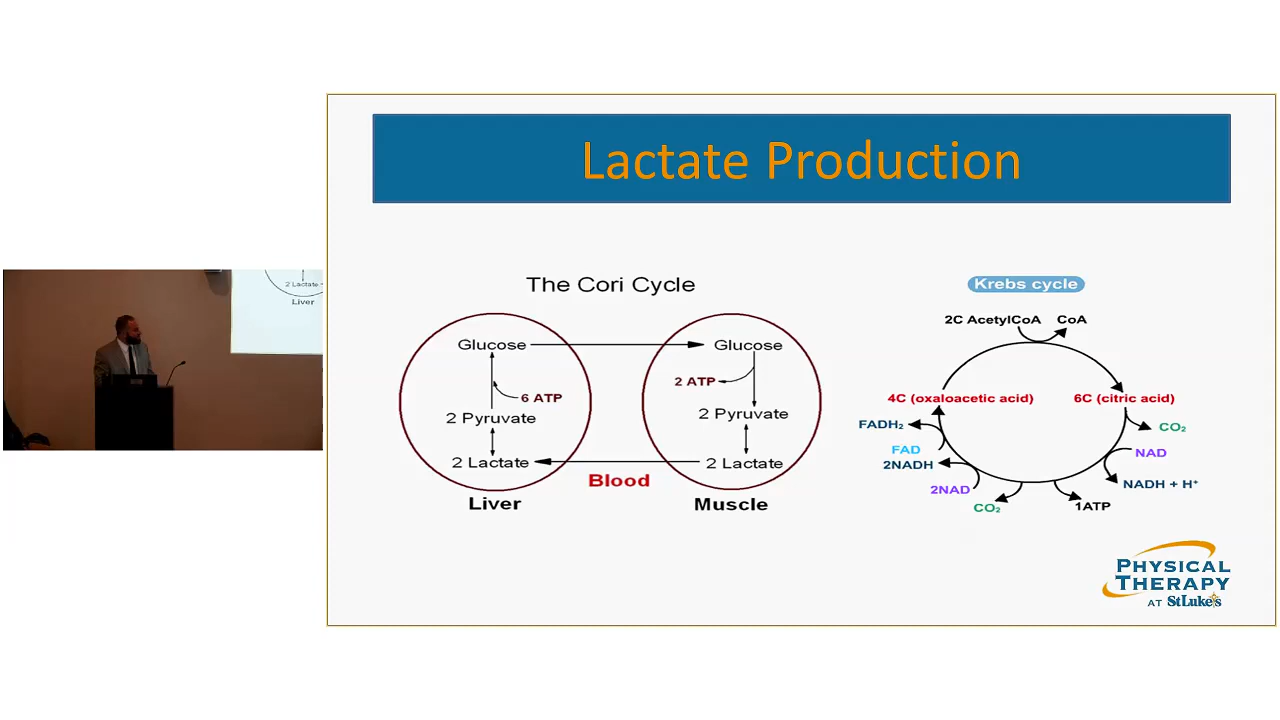 Lactate Production
The Cori Cycle
Glucose
6 ATP
2 Pyruvate
2 Lactate
Liver
Blood
Glucose
2 ATP
2 Pyruvate
2 Lactate
Muscle
Krebs cycle
2C AcetylCoA
CoA
4C (oxaloacetic acid)
6C (citric acid)
FADH₂
FAD
2NADH
2NAD
CO₂
1ATP
CO₂
NAD
NADH + H⁺
PHYSICAL
THERAPY
AT StLuke's
2 Lactate
Liver